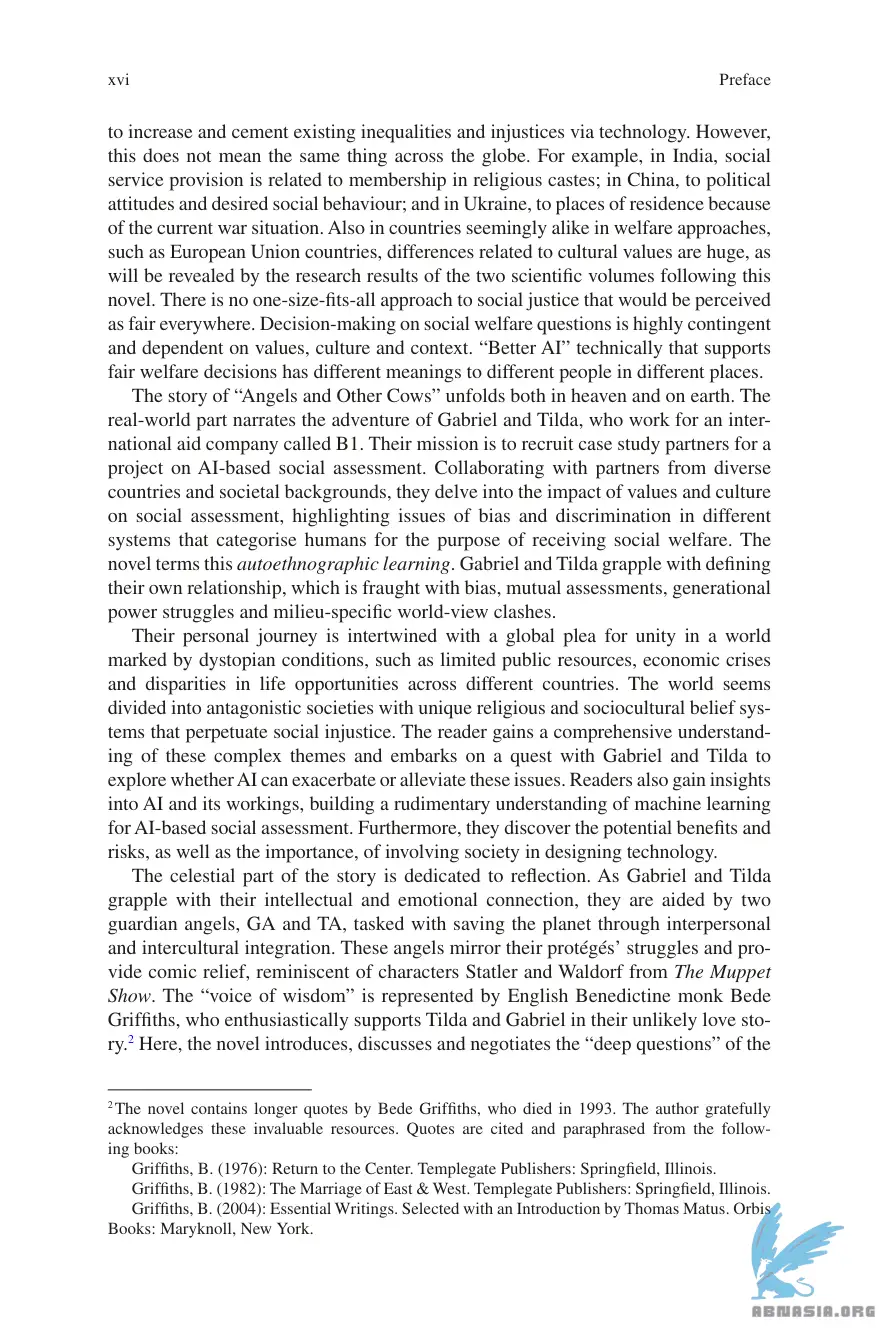 xvi Preface
to increase and cement existing inequalities and injustices via technology. However,
this does not mean the same thing across the globe. For example, in India, social
service provision is related to membership in religious castes; in China, to political
attitudes and desired social behaviour; and in Ukraine, to places of residence because
of the current war situation. Also in countries seemingly alike in welfare approaches,
such as European Union countries, differences related to cultural values are huge, as
will be revealed by the research results of the two scientific volumes following this
novel. There is no one-size-fits-all approach to social justice that would be perceived
as fair everywhere. Decision-making on social welfare questions is highly contingent
and dependent on values, culture and context. “Better AI” technically that supports
fair welfare decisions has different meanings to different people in different places.
The story of “Angels and Other Cows” unfolds both in heaven and on earth. The
real-world part narrates the adventure of Gabriel and Tilda, who work for an inter-
national aid company called B1. Their mission is to recruit case study partners for a
project on AI-based social assessment. Collaborating with partners from diverse
countries and societal backgrounds, they delve into the impact of values and culture
on social assessment, highlighting issues of bias and discrimination in different
systems that categorise humans for the purpose of receiving social welfare. The
novel terms this autoethnographic learning. Gabriel and Tilda grapple with defining
their own relationship, which is fraught with bias, mutual assessments, generational
power struggles and milieu-specific world-view clashes.
Their personal journey is intertwined with a global plea for unity in a world
marked by dystopian conditions, such as limited public resources, economic crises
and disparities in life opportunities across different countries. The world seems
divided into antagonistic societies with unique religious and sociocultural belief sys-
tems that perpetuate social injustice. The reader gains a comprehensive understand-
ing of these complex themes and embarks on a quest with Gabriel and Tilda to
explore whether AI can exacerbate or alleviate these issues. Readers also gain insights
into AI and its workings, building a rudimentary understanding of machine learning
for AI-based social assessment. Furthermore, they discover the potential benefits and
risks, as well as the importance, of involving society in designing technology.
The celestial part of the story is dedicated to reflection. As Gabriel and Tilda
grapple with their intellectual and emotional connection, they are aided by two
guardian angels, GA and TA, tasked with saving the planet through interpersonal
and intercultural integration. These angels mirror their protégés’ struggles and pro-
vide comic relief, reminiscent of characters Statler and Waldorf from The Muppet
Show. The “voice of wisdom” is represented by English Benedictine monk Bede
Griffiths, who enthusiastically supports Tilda and Gabriel in their unlikely love sto-
ry.2 Here, the novel introduces, discusses and negotiates the “deep questions” of the
2 The novel contains longer quotes by Bede Griffiths, who died in 1993. The author gratefully
acknowledges these invaluable resources. Quotes are cited and paraphrased from the follow-
ing books:
Griffiths, B. (1976): Return to the Center. Templegate Publishers: Springfield, Illinois.
Griffiths, B. (1982): The Marriage of East & West. Templegate Publishers: Springfield, Illinois.
Griffiths, B. (2004): Essential Writings. Selected with an Introduction by Thomas Matus. Orbis
Books: Maryknoll, New York.
ABNASIA.ORG